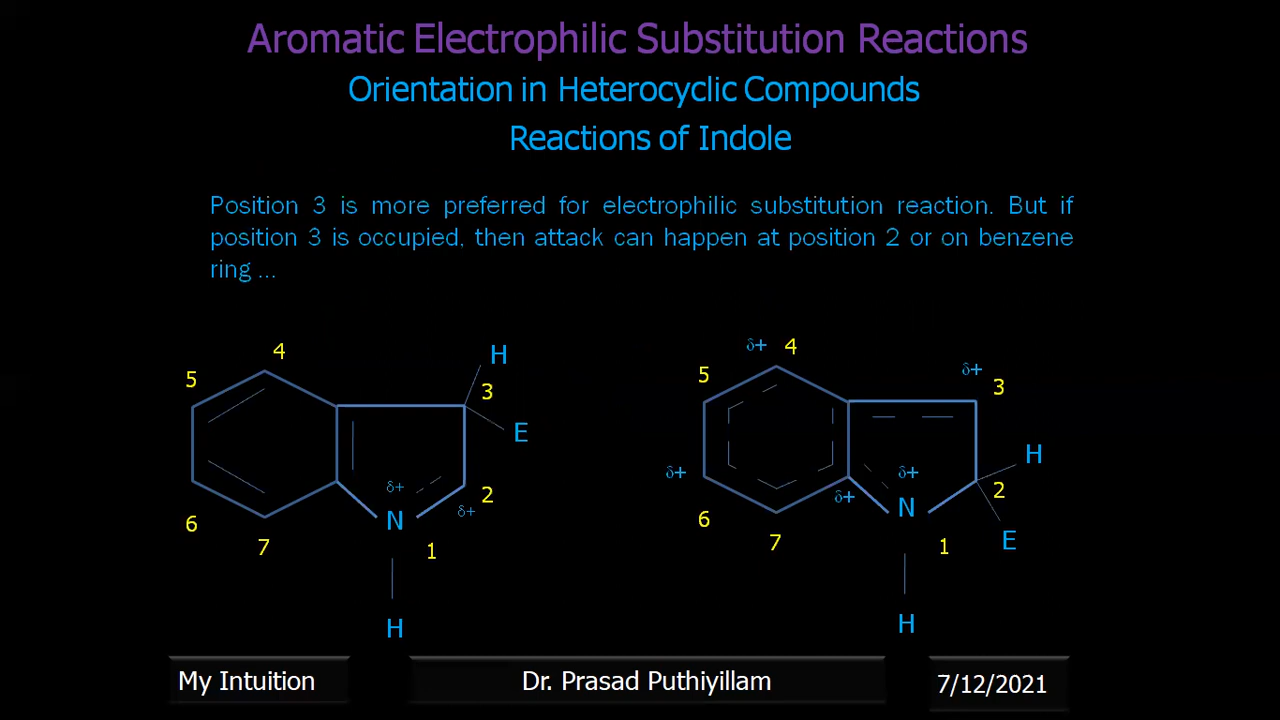 Aromatic Electrophilic Substitution Reactions
Orientation in Heterocyclic Compounds
Reactions of Indole
Position 3 is more preferred for electrophilic substitution reaction. But if
position 3 is occupied, then attack can happen at position 2 or on benzene
ring ...
4
H
5
3
E
δ+
2
δ+
N
6
7
1
H
δ+
4
5
δ+
3
H
δ+
δ+
2
δ+
N
6
7
1
E
H
My Intuition
Dr. Prasad Puthiyillam
7/12/2021